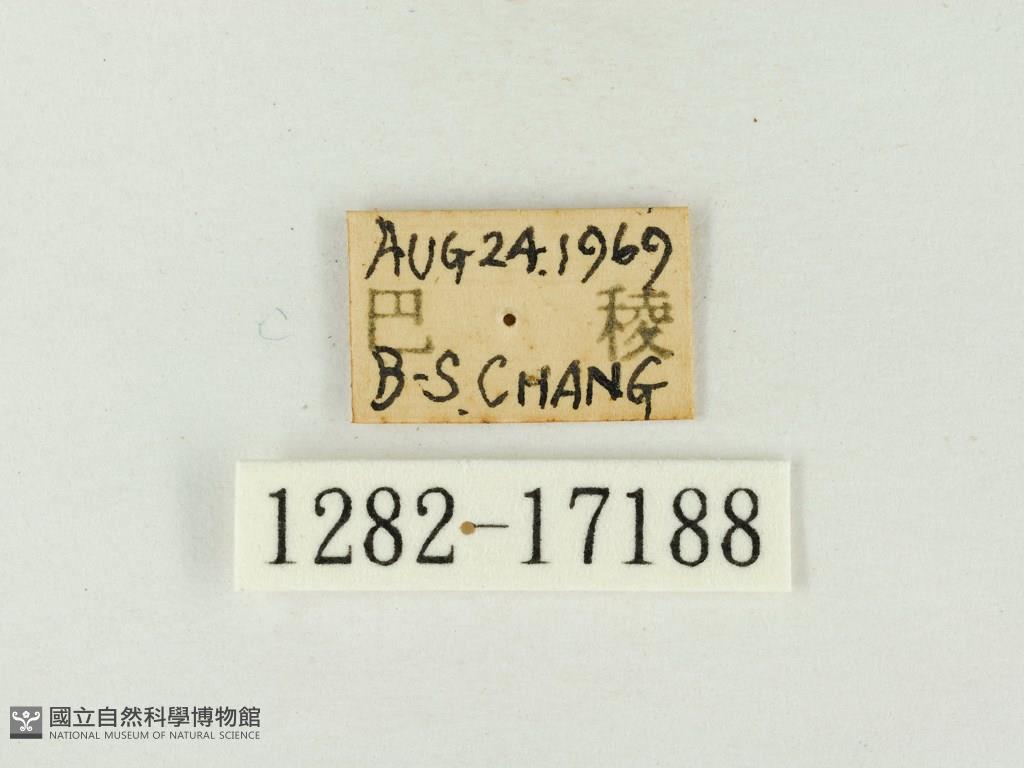 AUG 24.1969
巴 稜
B-S.CHANG
1282-17188
國立自然科學博物館
NATIONAL MUSEUM OF NATURAL SCIENCE